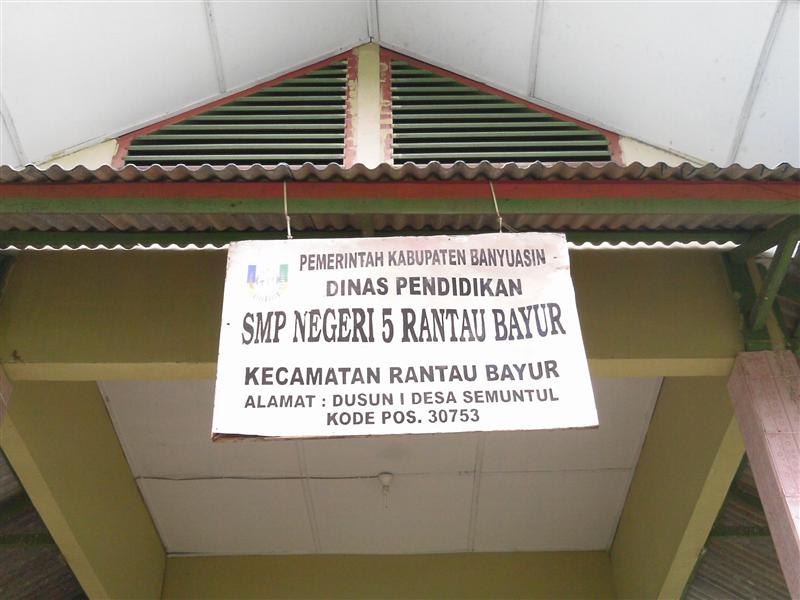 PEMERINTAH KABUPATEN BANYUASIN
DINAS PENDIDIKAN
SMP NEGERI 5 RANTAU BAYUR
KECAMATAN RANTAU BAYUR
ALAMAT : DUSUN I DESA SEMUNTUL
KODE POS. 30753